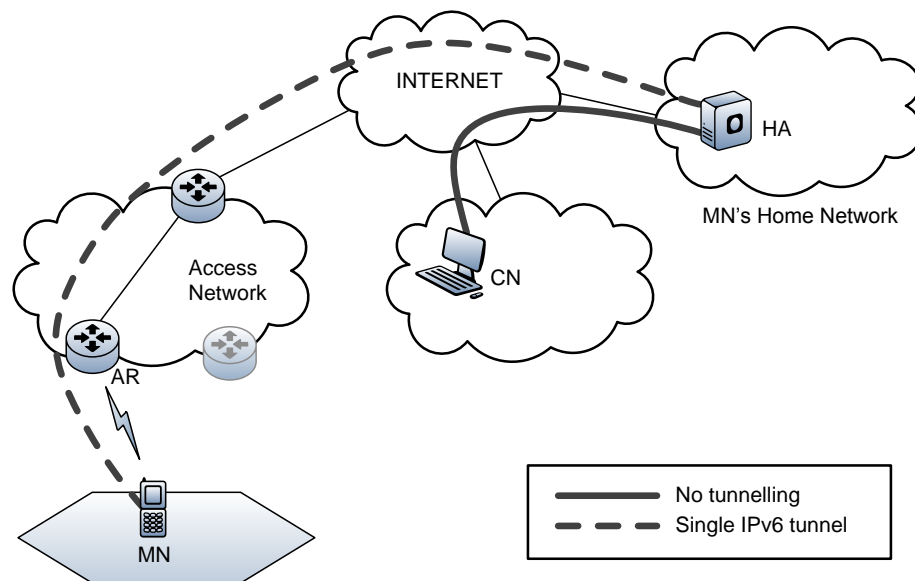 INTERNET
HA
MN's Home Network
Access
Network
CN
AR
MN
No tunnelling
Single IPv6 tunnel